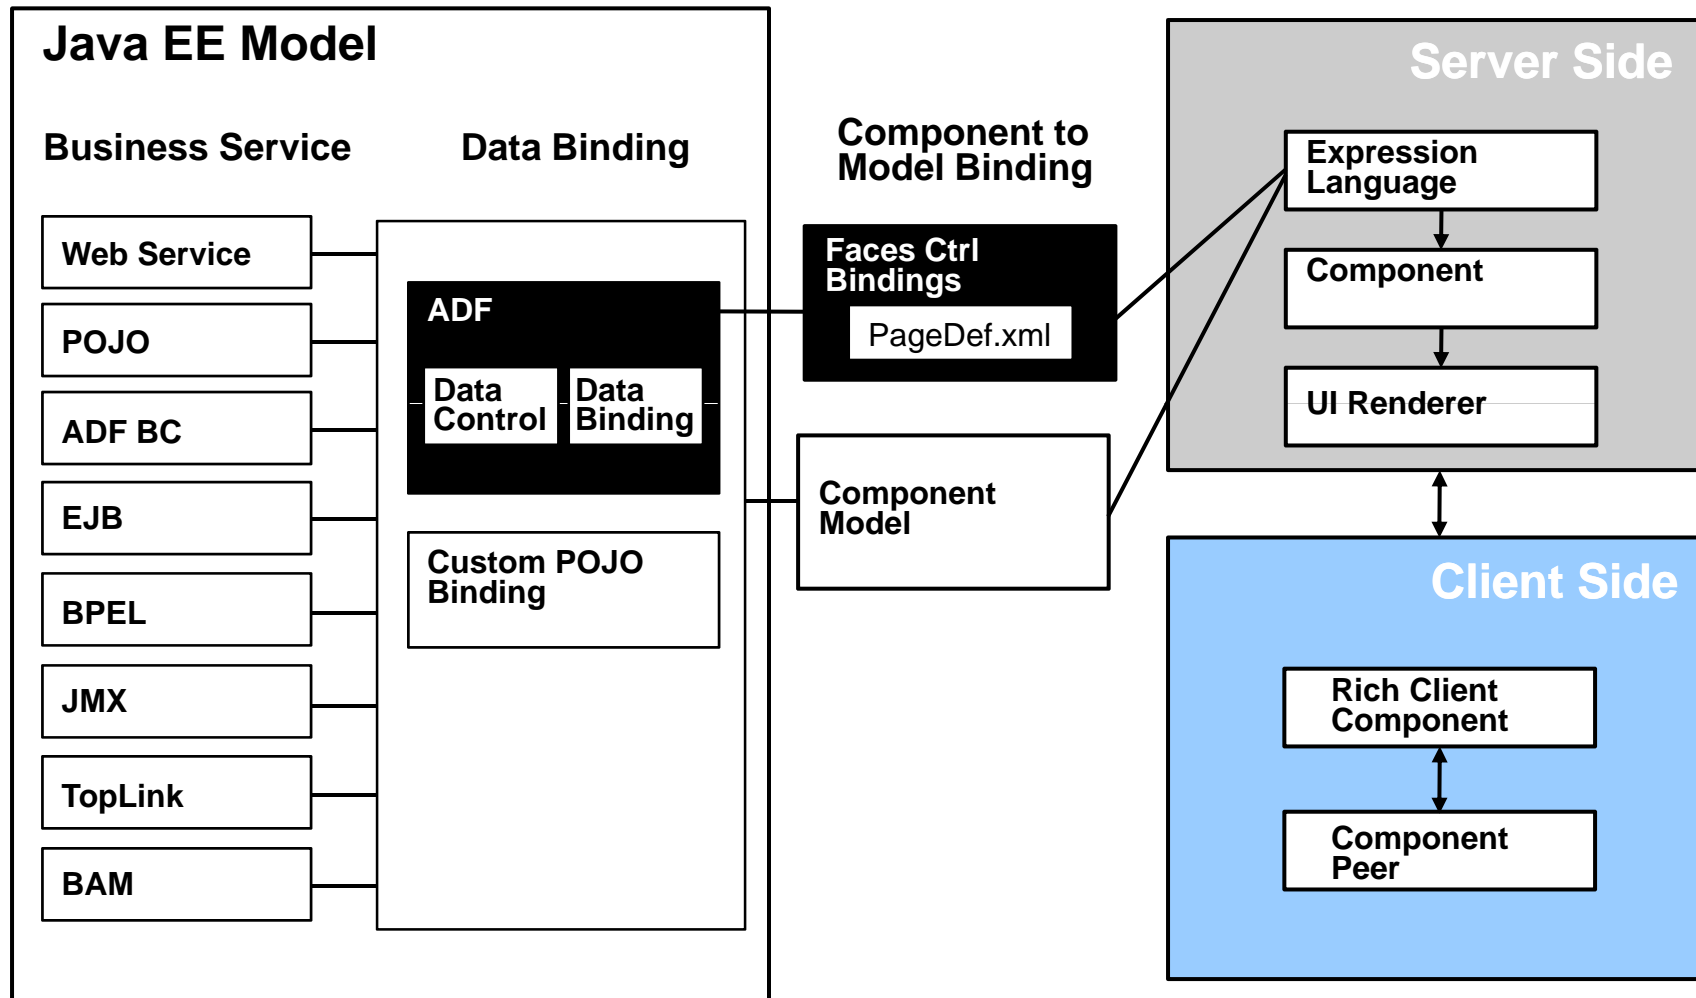 Java EE Model
Business Service
Data Binding
Web Service
POJO
ADF BC
EJB
BPEL
JMX
TopLink
BAM
ADF
Data
Control
Data
Binding
Custom POJO
Binding
Component to
Model Binding
Faces Ctrl
Bindings
PageDef.xml
Component
Model
Server Side
Expression
Language
Component
UI Renderer
Client Side
Rich Client
Component
Component
Peer